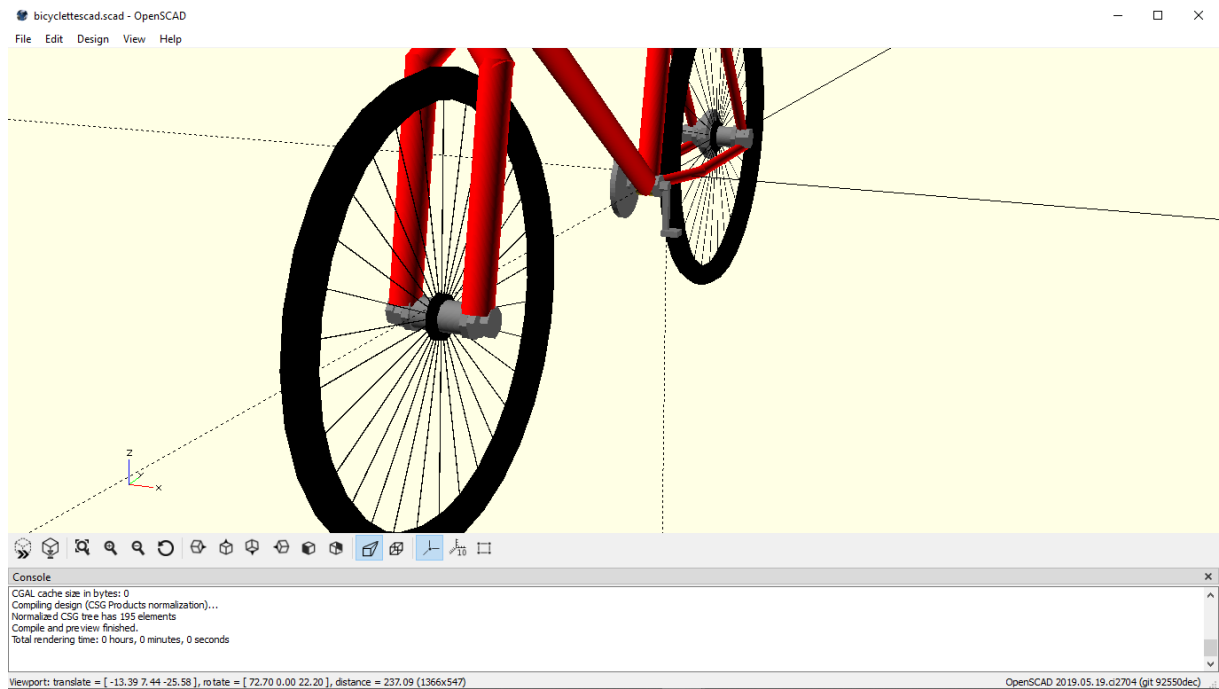 bicyclettescad.scad - OpenSCAD
File Edit Design View Help
z
y
x
10
Console
CGAL cache size in bytes: 0
Compiling design (CSG Products normalization)...
Normalized CSG tree has 195 elements
Compile and preview finished.
Total rendering time: 0 hours, 0 minutes, 0 seconds
Viewport: translate = [ -13.39 7.44 -25.58 ], rotate = [ 72.70 0.00 22.20 ], distance = 237.09 (1366x547)
OpenSCAD 2019.05.19.ci2704 (git 92550dec)